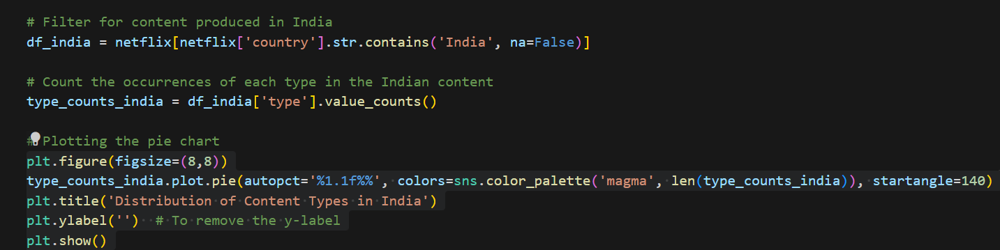 # Filter for content produced in India
df_india = netflix[netflix['country'].str.contains('India', na=False)]
# Count the occurrences of each type in the Indian content
type_counts_india = df_india['type'].value_counts()
# Plotting the pie chart
plt.figure(figsize=(8,8))
type_counts_india.plot.pie(autopct='%1.1f%%', colors=sns.color_palette('magma', len(type_counts_india)), startangle=140)
plt.title('Distribution of Content Types in India')
plt.ylabel('')  # To remove the y-label
plt.show()